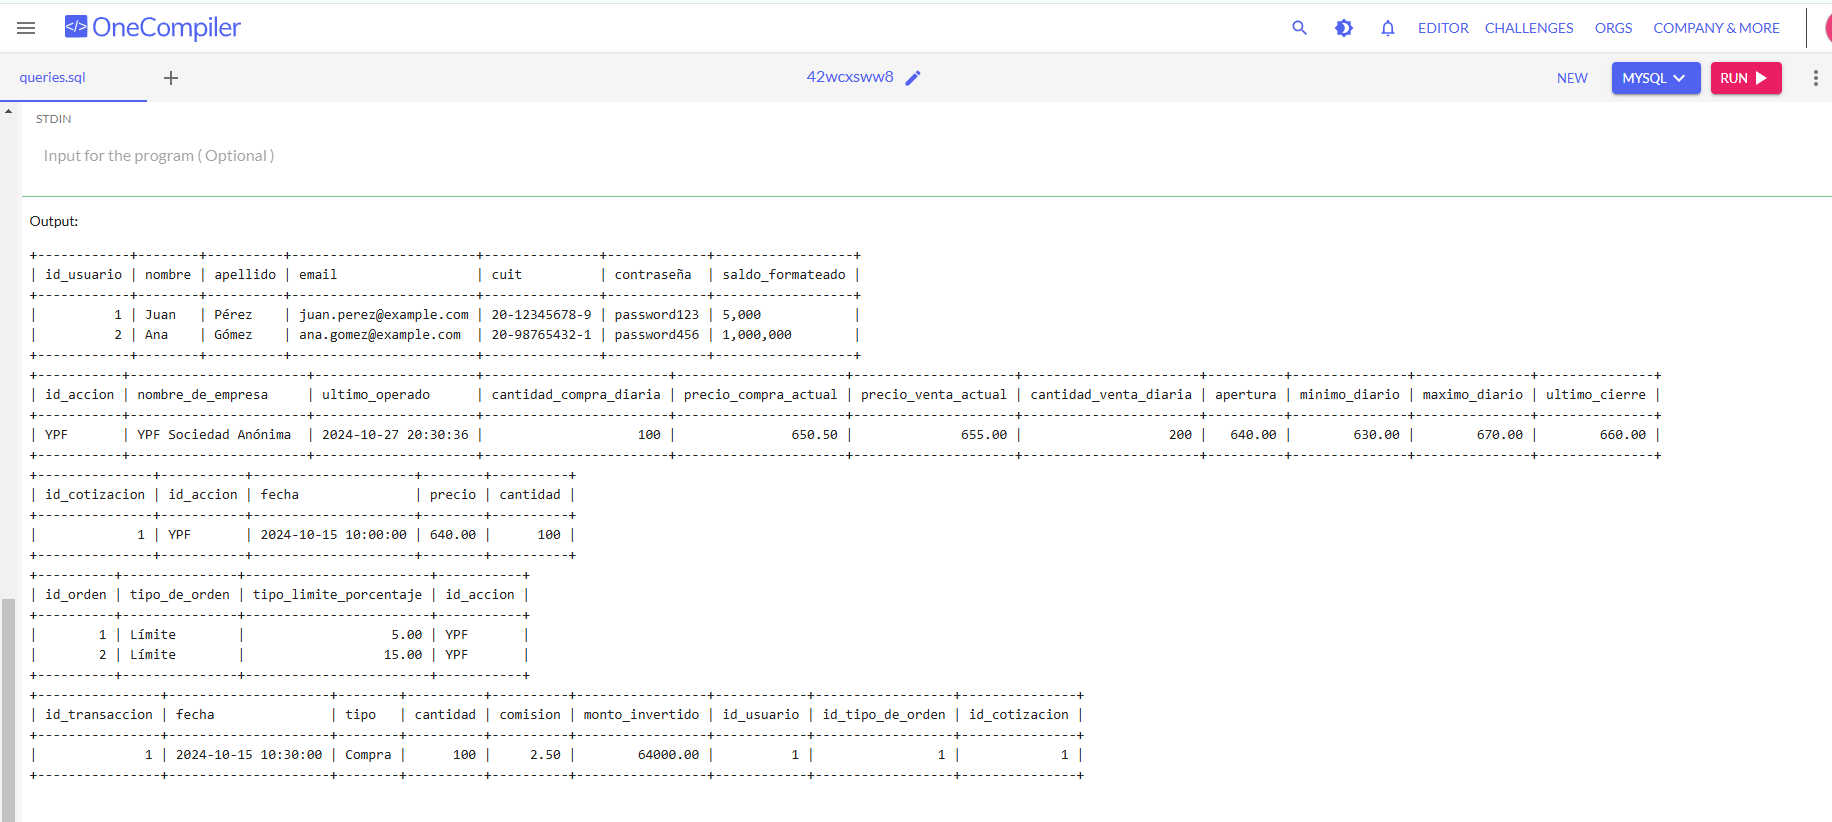 </> OneCompiler EDITOR CHALLENGES ORGS COMPANY & MORE
queries.sql + 42wcxsww8 NEW MYSQL RUN
STDIN
Input for the program ( Optional )
Output:
+------------+--------+----------+------------------------+---------------+-------------+------------------+
| id_usuario | nombre | apellido | email                  | cuit          | contraseña  | saldo_formateado |
+------------+--------+----------+------------------------+---------------+-------------+------------------+
|          1 | Juan   | Pérez    | juan.perez@example.com | 20-12345678-9 | password123 | 5,000            |
|          2 | Ana    | Gómez    | ana.gomez@example.com  | 20-98765432-1 | password456 | 1,000,000        |
+------------+--------+----------+------------------------+---------------+-------------+------------------+
+-----------+-----------------------+---------------------+------------------------+----------------------+---------------------+-----------------------+----------+---------------+---------------+---------------+
| id_accion | nombre_de_empresa     | ultimo_operado      | cantidad_compra_diaria | precio_compra_actual | precio_venta_actual | cantidad_venta_diaria | apertura | minimo_diario | maximo_diario | ultimo_cierre |
+-----------+-----------------------+---------------------+------------------------+----------------------+---------------------+-----------------------+----------+---------------+---------------+---------------+
| YPF       | YPF Sociedad Anónima  | 2024-10-27 20:30:36 |                    100 |               650.50 |              655.00 |                   200 |   640.00 |        630.00 |        670.00 |        660.00 |
+-----------+-----------------------+---------------------+------------------------+----------------------+---------------------+-----------------------+----------+---------------+---------------+---------------+
+---------------+-----------+---------------------+--------+----------+
| id_cotizacion | id_accion | fecha               | precio | cantidad |
+---------------+-----------+---------------------+--------+----------+
|             1 | YPF       | 2024-10-15 10:00:00 | 640.00 |      100 |
+---------------+-----------+---------------------+--------+----------+
+----------+---------------+------------------------+-----------+
| id_orden | tipo_de_orden | tipo_limite_porcentaje | id_accion |
+----------+---------------+------------------------+-----------+
|        1 | Límite        |                   5.00 | YPF       |
|        2 | Límite        |                  15.00 | YPF       |
+----------+---------------+------------------------+-----------+
+----------------+---------------------+--------+----------+----------+-----------------+------------+------------------+---------------+
| id_transaccion | fecha               | tipo   | cantidad | comision | monto_invertido | id_usuario | id_tipo_de_orden | id_cotizacion |
+----------------+---------------------+--------+----------+----------+-----------------+------------+------------------+---------------+
|              1 | 2024-10-15 10:30:00 | Compra |      100 |     2.50 |        64000.00 |          1 |                1 |             1 |
+----------------+---------------------+--------+----------+----------+-----------------+------------+------------------+---------------+